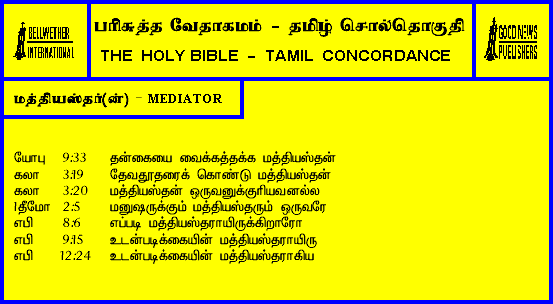 BELLWETHER
INTERNATIONAL
பரிசுத்த வேதாகமம் - தமிழ் சொல்தொகுதி
THE HOLY BIBLE - TAMIL CONCORDANCE
GOOD NEWS
PUBLISHERS
மத்தியஸ்தர்(ன்) - MEDIATOR
யோபு 9:33 தன்கையை வைக்கத்தக்க மத்தியஸ்தன்
கலா 3:19 தேவதூதரைக் கொண்டு மத்தியஸ்தன்
கலா 3:20 மத்தியஸ்தன் ஒருவனுக்குரியவனல்ல
1தீமோ 2:5 மனுஷருக்கும் மத்தியஸ்தரும் ஒருவரே
எபி 8:6 எப்படி மத்தியஸ்தராயிருக்கிறாரோ
எபி 9:15 உடன்படிக்கையின் மத்தியஸ்தராயிரு
எபி 12:24 உடன்படிக்கையின் மத்தியஸ்தராகிய